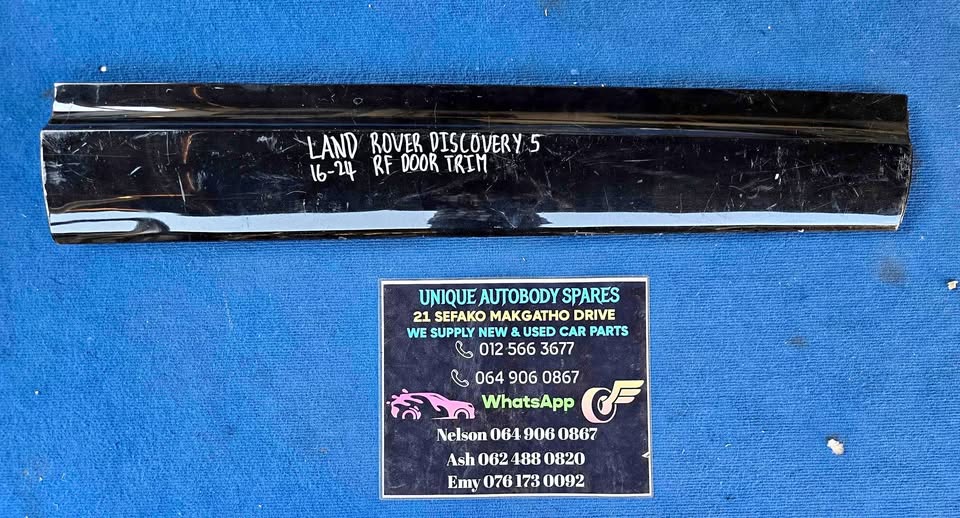 LAND ROVER DISCOVERY 5
16-24 RF DOOR TRIM
UNIQUE AUTOBODY SPARES
21 SEFAKO MAKGATHO DRIVE
WE SUPPLY NEW & USED CAR PARTS
012 566 3677
064 906 0867
WhatsApp
Nelson 064 906 0867
Ash 062 488 0820
Emy 076 173 0092